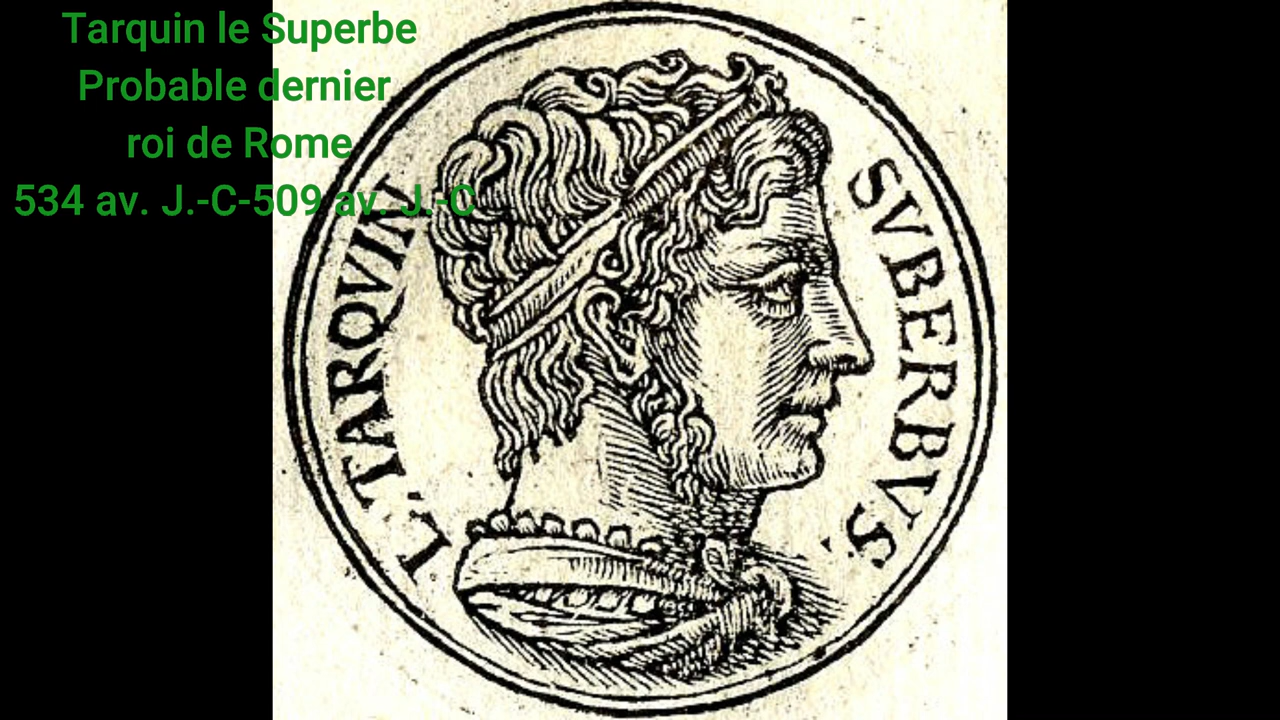 Tarquin le Superbe
Probable dernier
roi de Rome
534 av. J.-C-509 av. J.-C
L. TARQVIN
SVBERBVS.